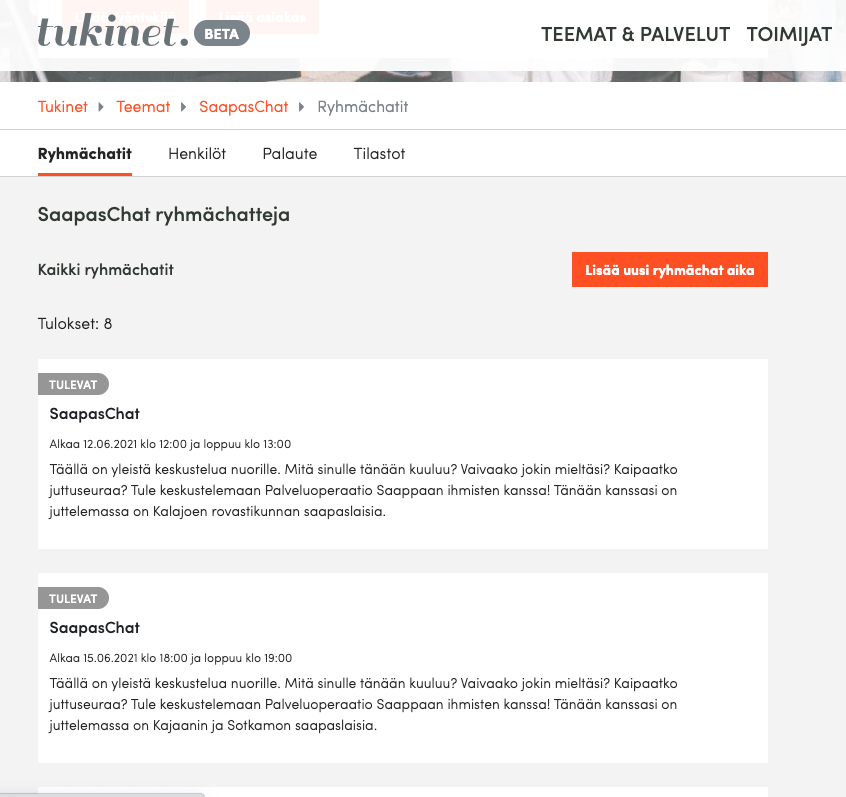 tukinet.
BETA
TEEMAT & PALVELUT TOIMIJAT
Tukinet Teemat SaapasChat Ryhmächatit
Ryhmächatit Henkilöt Palaute Tilastot
SaapasChat ryhmächatteja
Kaikki ryhmächatit
Lisää uusi ryhmächat aika
Tulokset: 8
TULEVAT
SaapasChat
Alkaa 12.06.2021 klo 12:00 ja loppuu klo 13:00
Täällä on yleistä keskustelua nuorille. Mitä sinulle tänään kuuluu? Vaivaako jokin mieltäsi? Kaipaatko
juttuseuraa? Tule keskustelemaan Palveluoperaatio Saappaan ihmisten kanssa! Tänään kanssasi on
juttelemassa on Kalajoen rovastikunnan saapaslaisia.
TULEVAT
SaapasChat
Alkaa 15.06.2021 klo 18:00 ja loppuu klo 19:00
Täällä on yleistä keskustelua nuorille. Mitä sinulle tänään kuuluu? Vaivaako jokin mieltäsi? Kaipaatko
juttuseuraa? Tule keskustelemaan Palveluoperaatio Saappaan ihmisten kanssa! Tänään kanssasi on
juttelemassa on Kajaanin ja Sotkamon saapaslaisia.